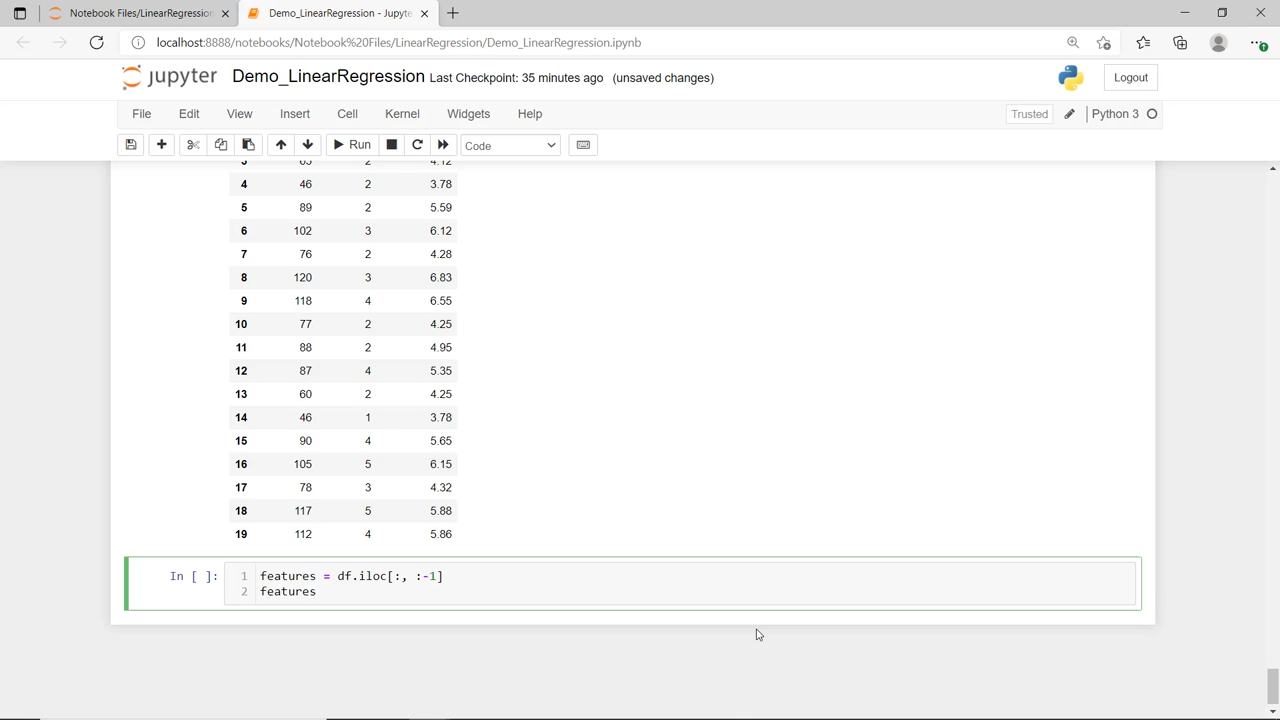 Notebook Files/LinearRegression
Demo_LinearRegression - Jupyte
localhost:8888/notebooks/Notebook%20Files/LinearRegression/Demo_LinearRegression.ipynb
jupyter Demo_LinearRegression Last Checkpoint: 35 minutes ago (unsaved changes) Logout
File Edit View Insert Cell Kernel Widgets Help Trusted Python 3
Run Code
3 65 2 4.12
4 46 2 3.78
5 89 2 5.59
6 102 3 6.12
7 76 2 4.28
8 120 3 6.83
9 118 4 6.55
10 77 2 4.25
11 88 2 4.95
12 87 4 5.35
13 60 2 4.25
14 46 1 3.78
15 90 4 5.65
16 105 5 6.15
17 78 3 4.32
18 117 5 5.88
19 112 4 5.86
In [ ]: 1 features = df.iloc[:, :-1]
2 features